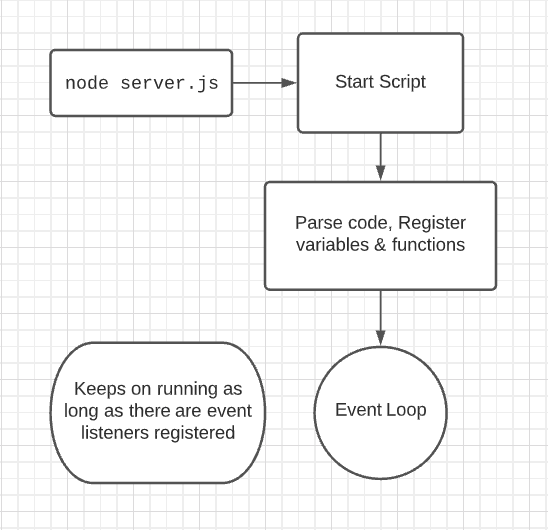 node server.js
Start Script
Parse code, Register
variables & functions
Keeps on running as
long as there are event
listeners registered
Event Loop